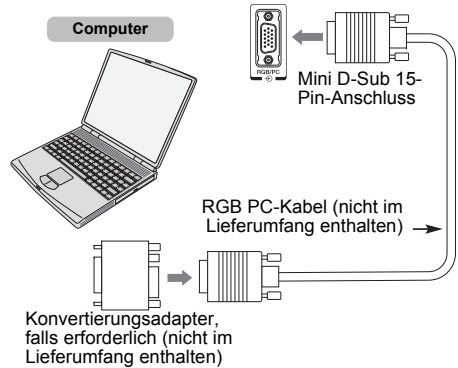 Computer
RGB/PC
Mini D-Sub 15-
Pin-Anschluss
RGB PC-Kabel (nicht im
Lieferumfang enthalten)
Konvertierungsadapter,
falls erforderlich (nicht im
Lieferumfang enthalten)